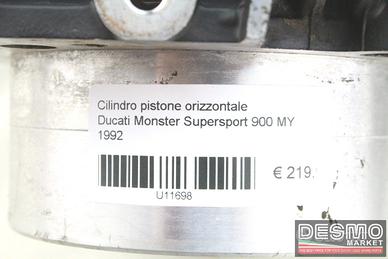 Cilindro pistone orizzontale
Ducati Monster Supersport 900 MY
1992
€ 219.
U11698
DESMO
MARKET